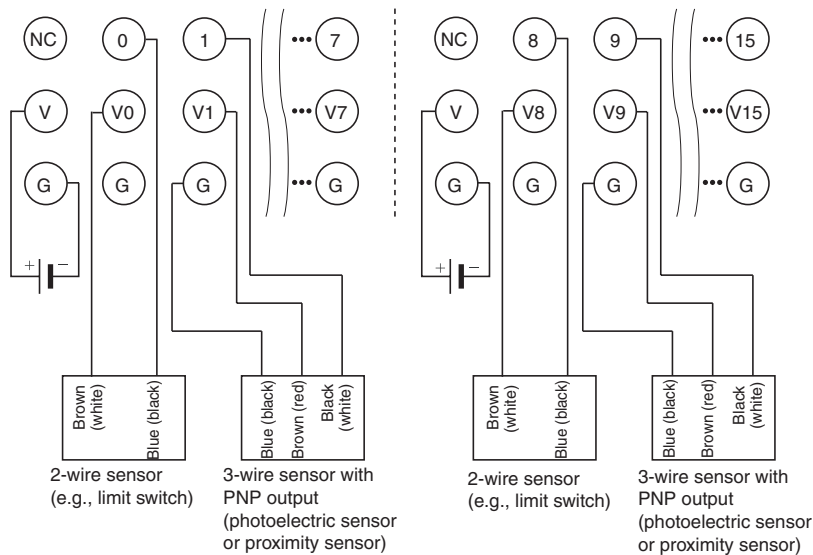 NC 0 1 ••• 7 NC 8 9 ••• 15
V V0 V1 ••• V7 V V8 V9 ••• V15
G G G ••• G G G G ••• G
+ − + −
Brown (white)
Blue (black)
Blue (black)
Brown (red)
Black (white)
Brown (white)
Blue (black)
Blue (black)
Brown (red)
Black (white)
2-wire sensor
(e.g., limit switch)
3-wire sensor with
PNP output
(photoelectric sensor
or proximity sensor)
2-wire sensor
(e.g., limit switch)
3-wire sensor with
PNP output
(photoelectric sensor
or proximity sensor)